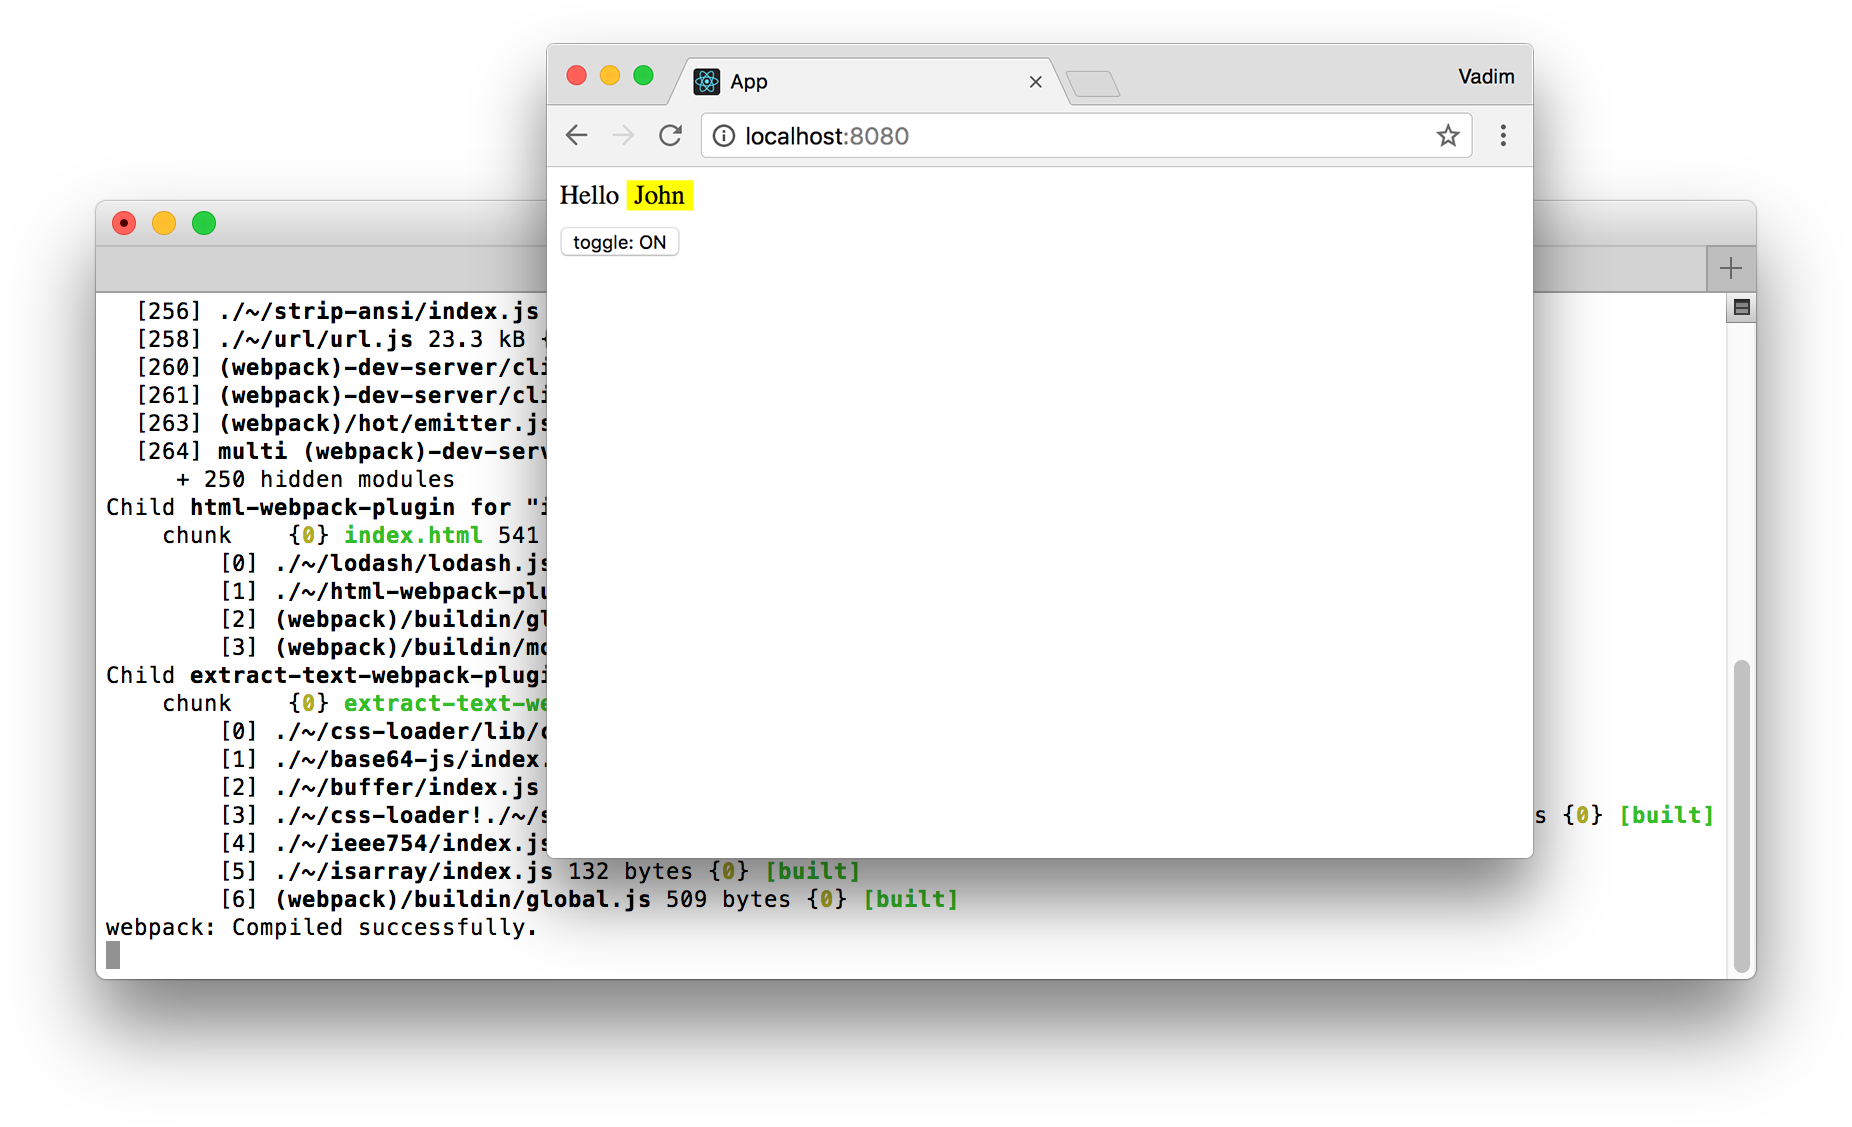 App
Vadim
localhost:8080
Hello John
toggle: ON
[256] ./~/strip-ansi/index.js
[258] ./~/url/url.js 23.3 kB
[260] (webpack)-dev-server/cli
[261] (webpack)-dev-server/cli
[263] (webpack)/hot/emitter.js
[264] multi (webpack)-dev-serv
+ 250 hidden modules
Child html-webpack-plugin for "i
chunk    {0} index.html 541
[0] ./~/lodash/lodash.js
[1] ./~/html-webpack-plu
[2] (webpack)/buildin/gl
[3] (webpack)/buildin/mo
Child extract-text-webpack-plugi
chunk    {0} extract-text-we
[0] ./~/css-loader/lib/c
[1] ./~/base64-js/index.
[2] ./~/buffer/index.js
[3] ./~/css-loader!./~/s s {0} [built]
[4] ./~/ieee754/index.js
[5] ./~/isarray/index.js 132 bytes {0} [built]
[6] (webpack)/buildin/global.js 509 bytes {0} [built]
webpack: Compiled successfully.